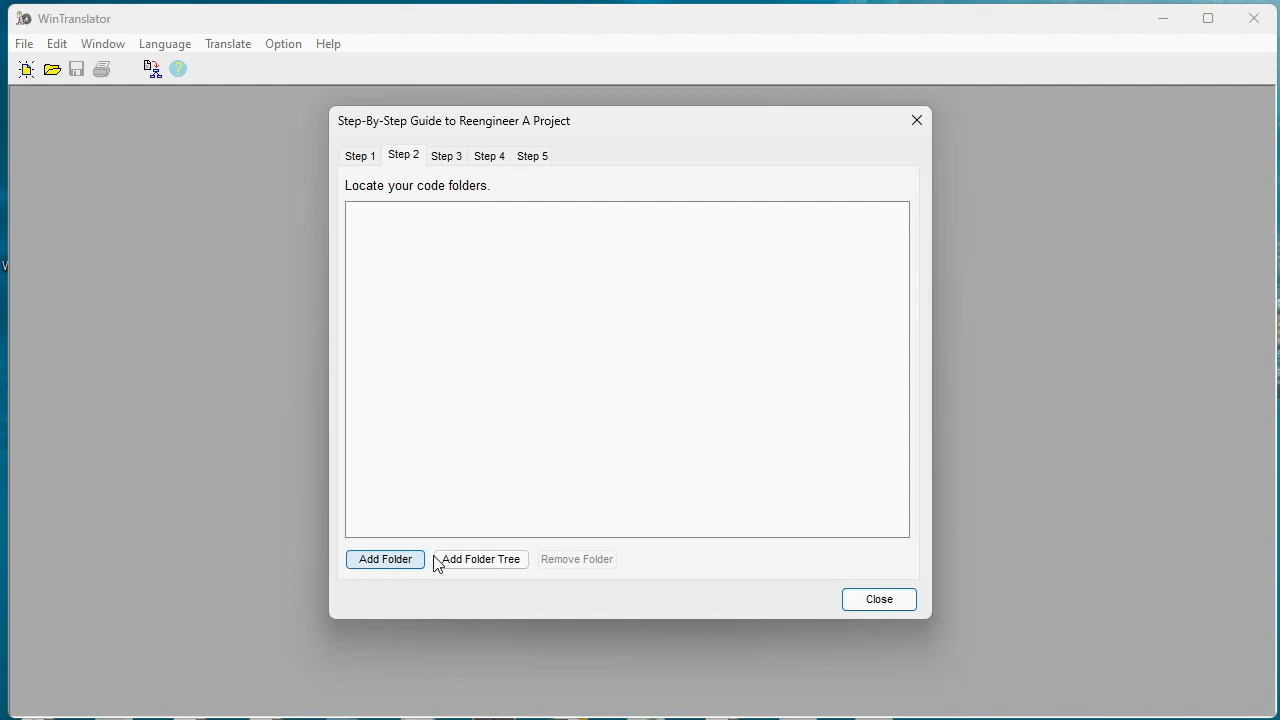 WinTranslator
File Edit Window Language Translate Option Help
Step-By-Step Guide to Reengineer A Project
Step 1 Step 2 Step 3 Step 4 Step 5
Locate your code folders.
Add Folder Add Folder Tree Remove Folder
Close